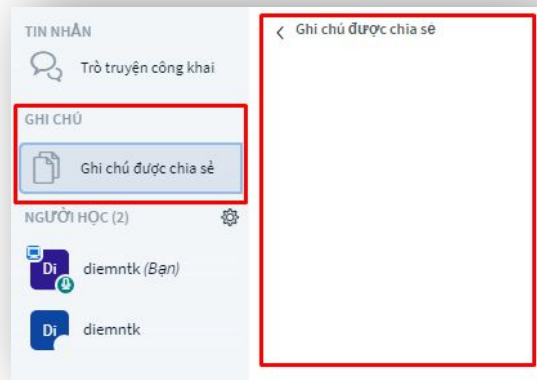 TIN NHẮN
Trò truyện công khai
GHI CHÚ
Ghi chú được chia sẻ
NGƯỜI HỌC (2)
Di diemntk (Bạn)
Di diemntk
Ghi chú được chia sẻ